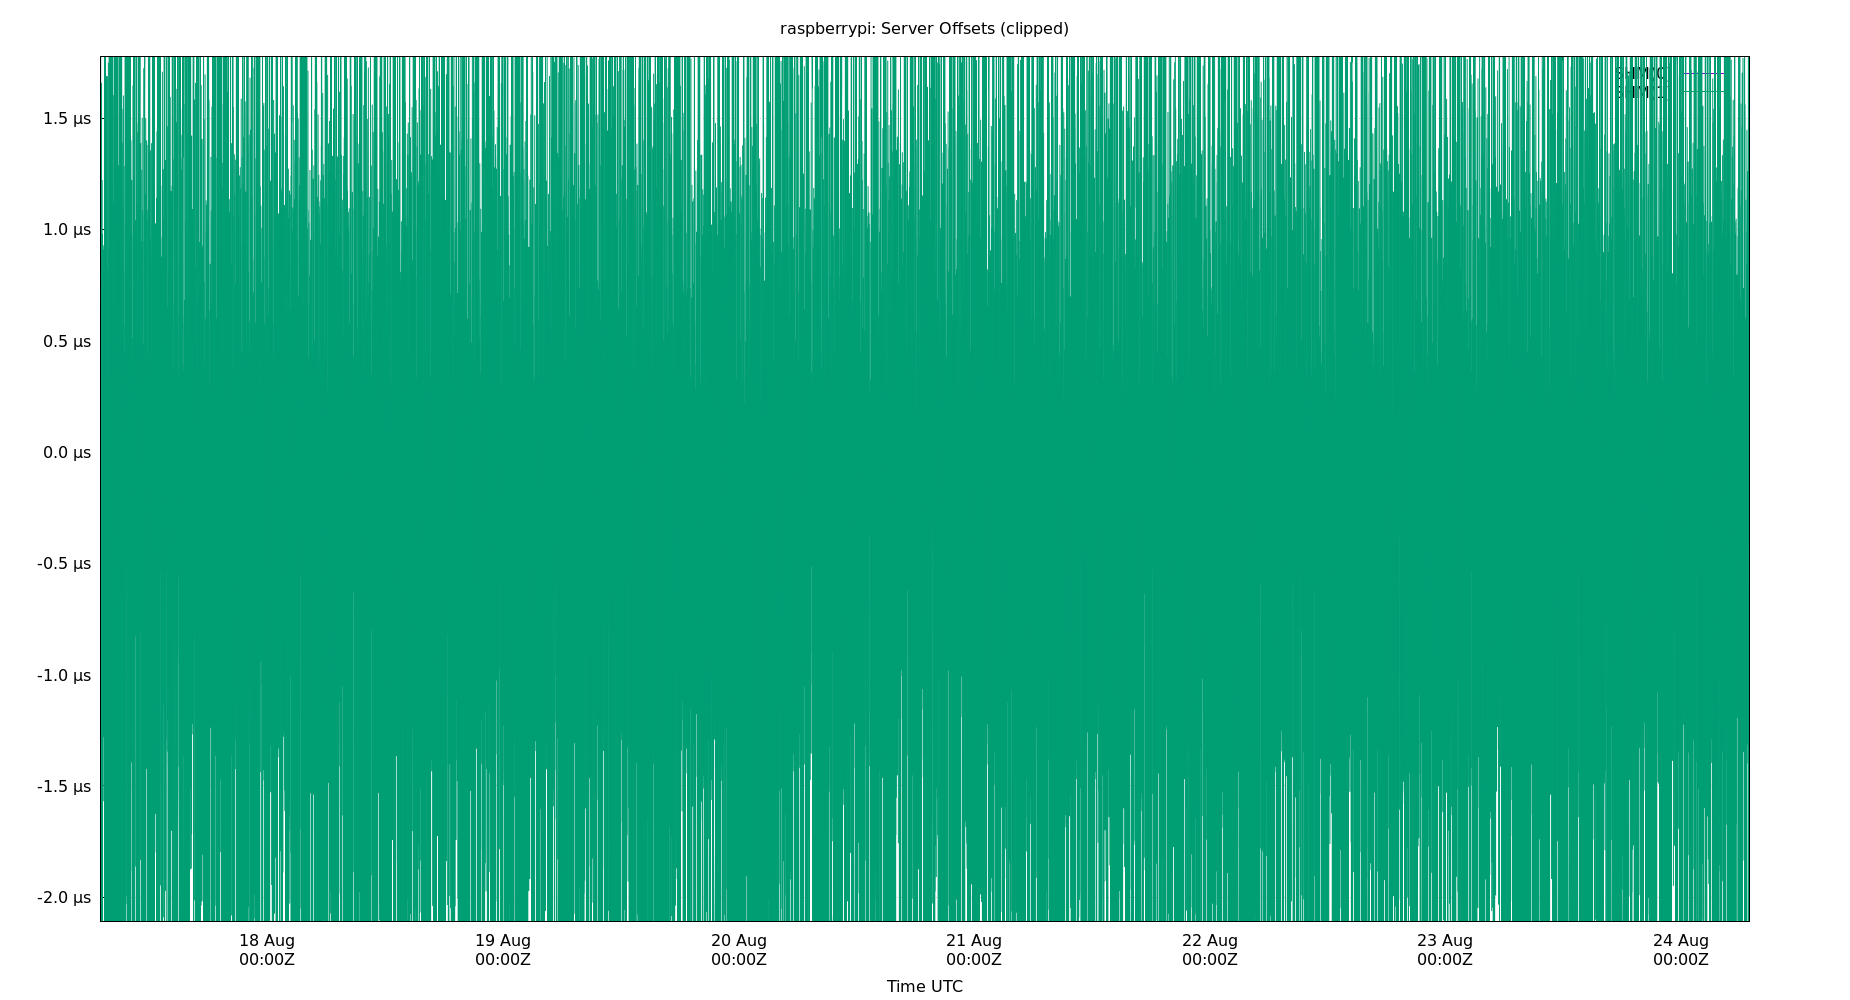 raspberrypi: Server Offsets (clipped)
1.5 µs
1.0 µs
0.5 µs
0.0 µs
-0.5 µs
-1.0 µs
-1.5 µs
-2.0 µs
18 Aug 19 Aug 20 Aug 21 Aug 22 Aug 23 Aug 24 Aug
00:00Z 00:00Z 00:00Z 00:00Z 00:00Z 00:00Z 00:00Z
Time UTC